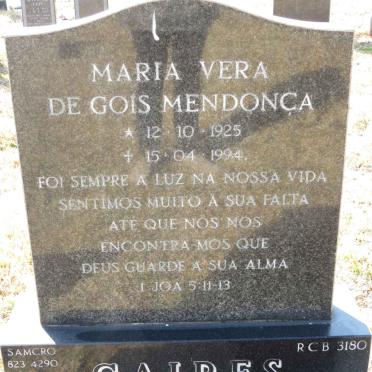 MARIA VERA
DE GOIS MENDONÇA
★ 12·10·1925
✝ 15·04·1994.
FOI SEMPRE A LUZ NA NOSSA VIDA
SENTIMOS MUITO A SUA FALTA
ATE QUE NOS NOS
ENCONTRA-MOS QUE
DEUS GUARDE A SUA ALMA
1 JOA 5·11-13
SAMCRO
823 4290
RCB 3180
CAIRES